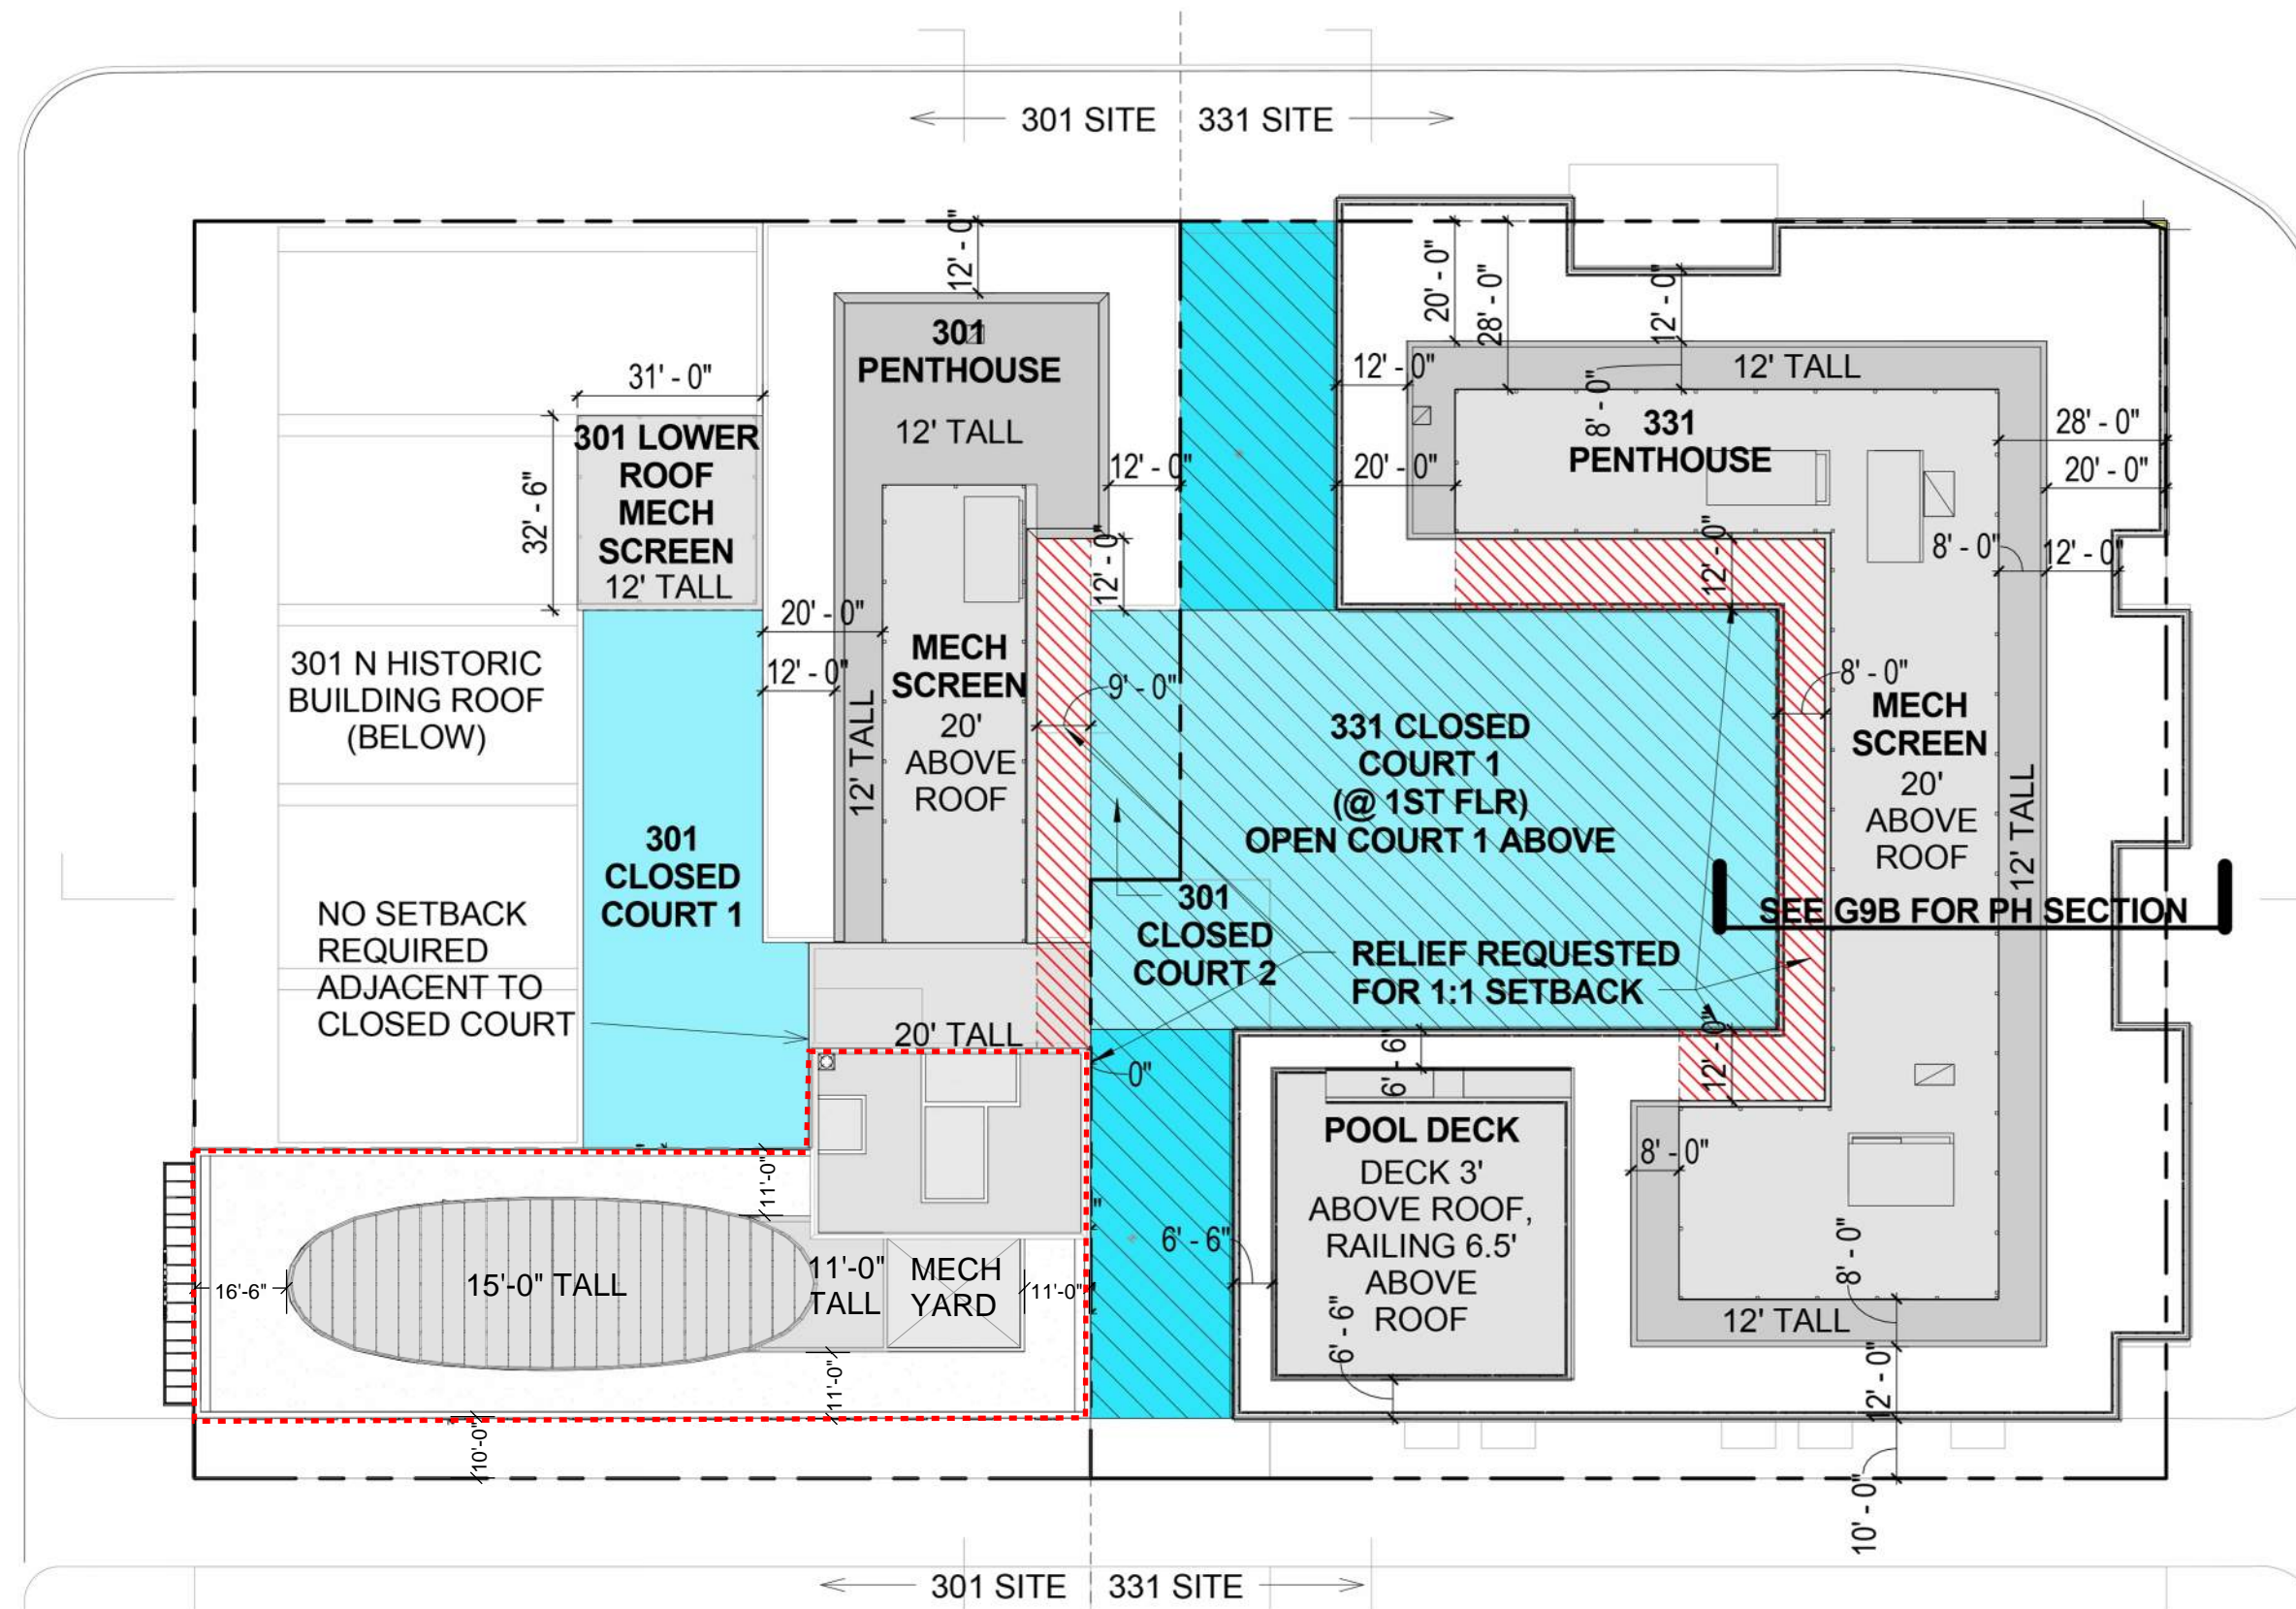 301 SITE
331 SITE
12' - 0"
301
PENTHOUSE
12' TALL
12' - 0"
12' - 0"
31' - 0"
32' - 6"
301 LOWER
ROOF
MECH
SCREEN
12' TALL
20' - 0"
12' - 0"
12' TALL
MECH
SCREEN
20'
ABOVE
ROOF
9' - 0"
301 N HISTORIC
BUILDING ROOF
(BELOW)
301
CLOSED
COURT 1
NO SETBACK
REQUIRED
ADJACENT TO
CLOSED COURT
20' - 0"
28' - 0"
12' - 0"
12' - 0"
20' - 0"
8' - 0"
12' TALL
331
PENTHOUSE
28' - 0"
20' - 0"
8' - 0"
12' - 0"
12' - 0"
8' - 0"
331 CLOSED
COURT 1
(@ 1ST FLR)
OPEN COURT 1 ABOVE
MECH
SCREEN
20'
ABOVE
ROOF
12' TALL
SEE G9B FOR PH SECTION
301
CLOSED
COURT 2
RELIEF REQUESTED
FOR 1:1 SETBACK
20' TALL
0"
6' - 6"
12' - 0"
POOL DECK
DECK 3'
ABOVE ROOF,
RAILING 6.5'
ABOVE
ROOF
8' - 0"
6' - 6"
6' - 6"
8' - 0"
12' TALL
12' - 0"
10' - 0"
11'-0"
16'-6"
15'-0" TALL
11'-0"
TALL
MECH
YARD
11'-0"
11'-0"
10'-0"
301 SITE
331 SITE